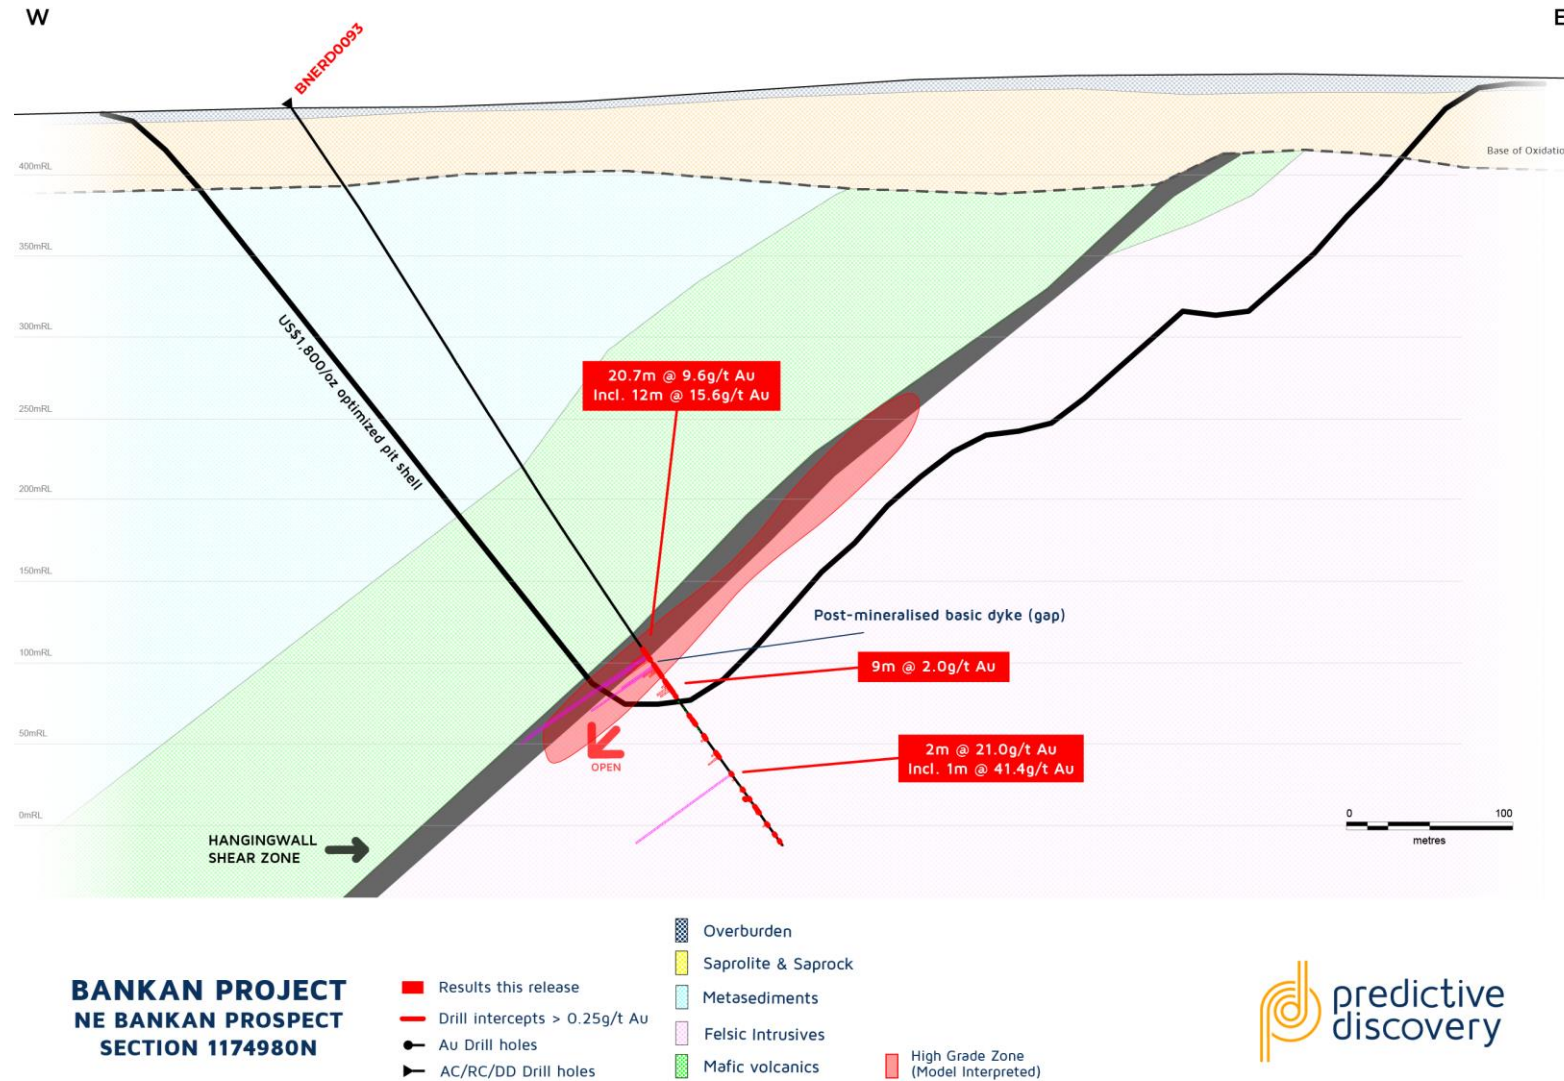 W
E
BNERD0093
Base of Oxidation
400mRL
350mRL
300mRL
250mRL
200mRL
150mRL
100mRL
50mRL
0mRL
US$1,800/oz optimized pit shell
20.7m @ 9.6g/t Au
Incl. 12m @ 15.6g/t Au
Post-mineralised basic dyke (gap)
9m @ 2.0g/t Au
2m @ 21.0g/t Au
Incl. 1m @ 41.4g/t Au
OPEN
HANGINGWALL
SHEAR ZONE
0 100
metres
BANKAN PROJECT
NE BANKAN PROSPECT
SECTION 1174980N
Results this release
Drill intercepts > 0.25g/t Au
Au Drill holes
AC/RC/DD Drill holes
Overburden
Saprolite & Saprock
Metasediments
Felsic Intrusives
Mafic volcanics
High Grade Zone
(Model Interpreted)
predictive
discovery